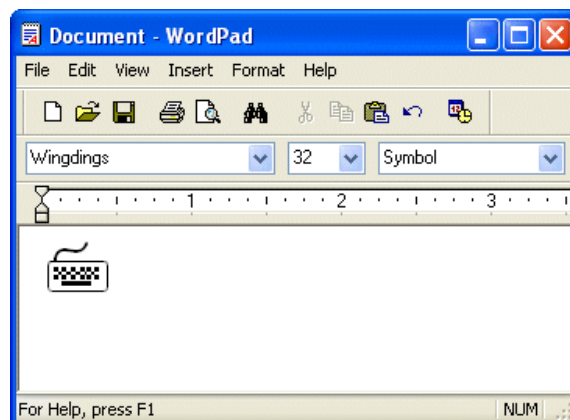 Document - WordPad
File Edit View Insert Format Help
Wingdings 32 Symbol
1 2 3
For Help, press F1 NUM